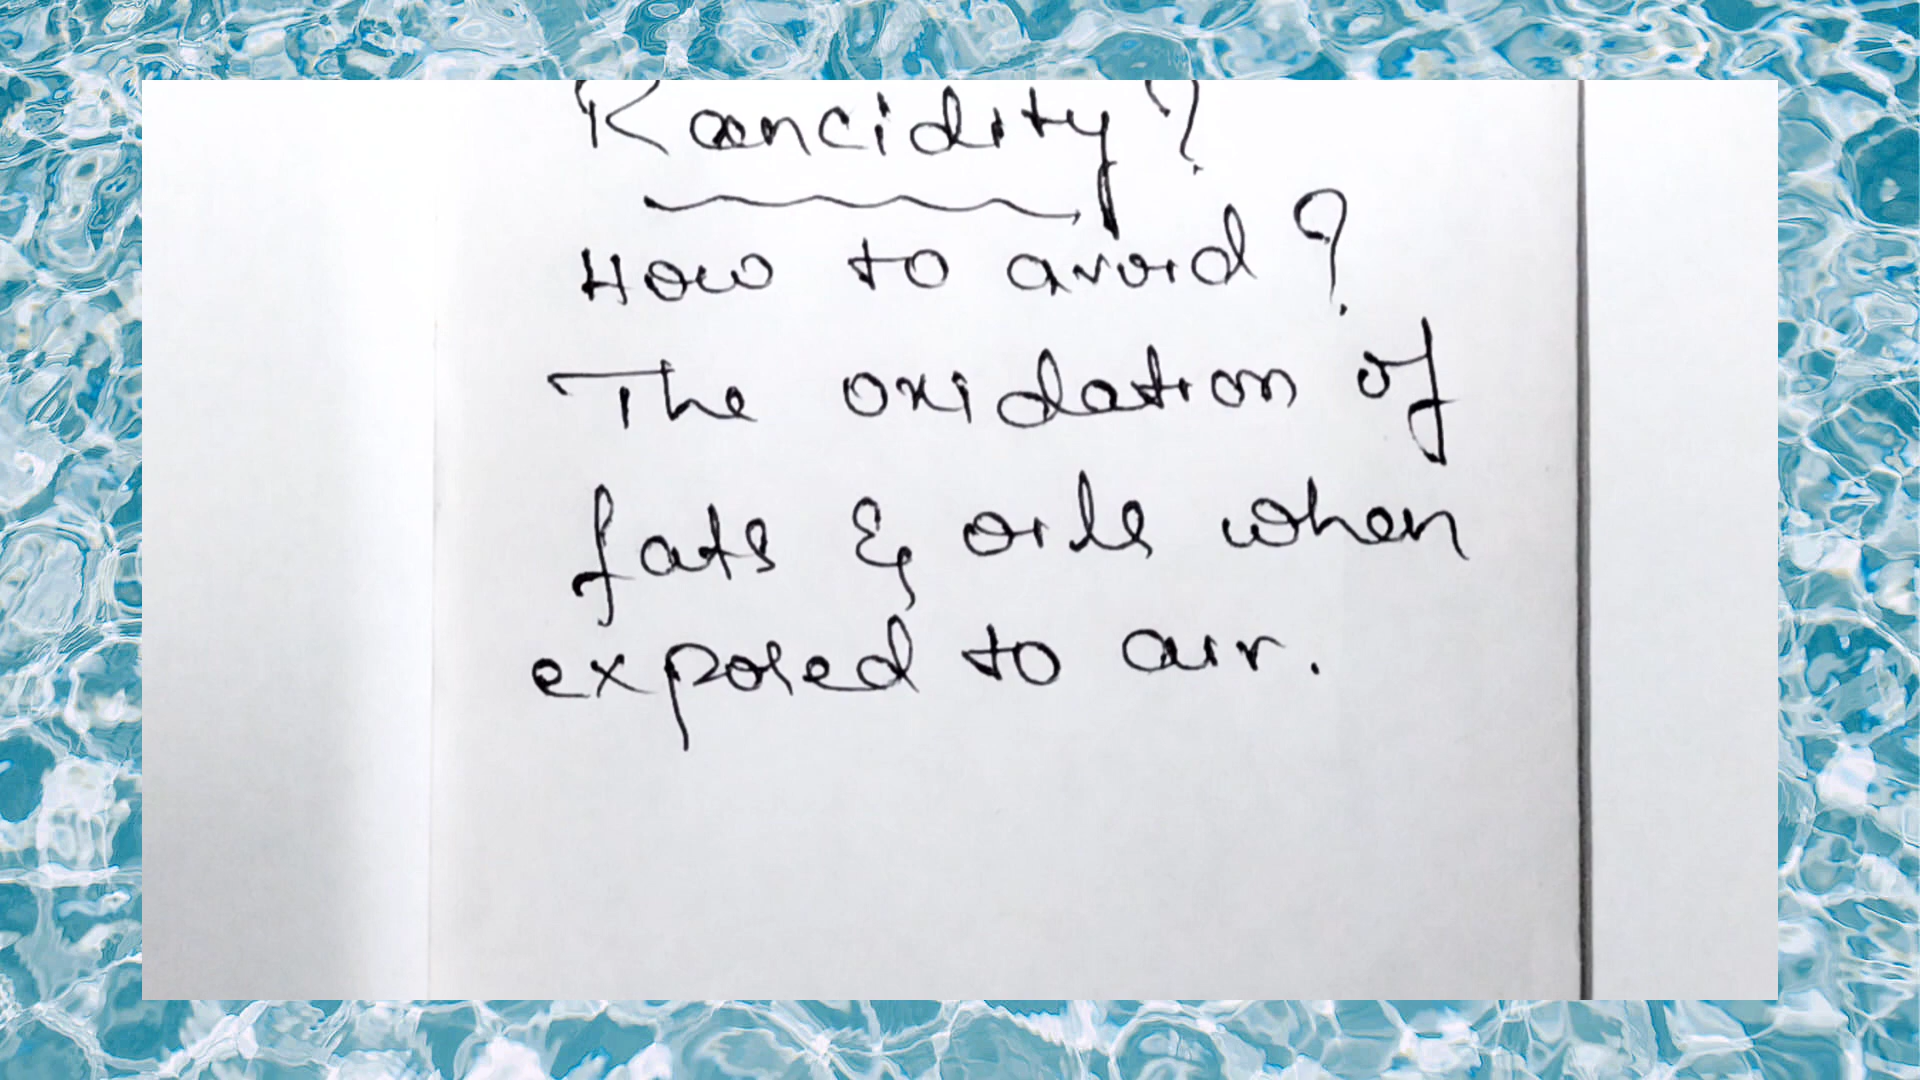 Rancidity?
How to avoid?
The oxidation of
fats & oils when
exposed to air.